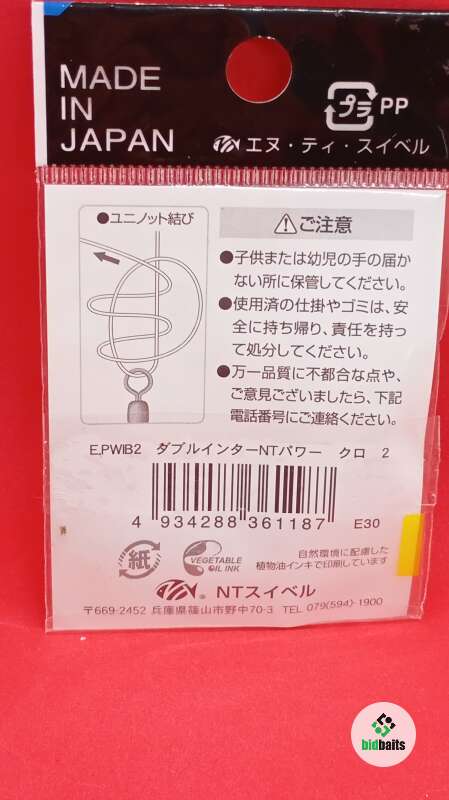 MADE
IN
JAPAN
プラ PP
エヌ・ティ・スイベル
●ユニノット結び
ご注意
●子供または幼児の手の届か
ない所に保管してください。
●使用済の仕掛やゴミは、安
全に持ち帰り、責任を持っ
て処分してください。
●万一品質に不都合な点や、
ご意見ございましたら、下記
電話番号にご連絡ください。
E,PWIB2 ダブルインターNTパワー クロ 2
4 934288 361187 E30
紙
VEGETABLE
OIL INK
自然環境に配慮した
植物油インキで印刷しています
® NTスイベル
〒669-2452 兵庫県篠山市野中70-3 TEL 079(594)-1900
bidbaits